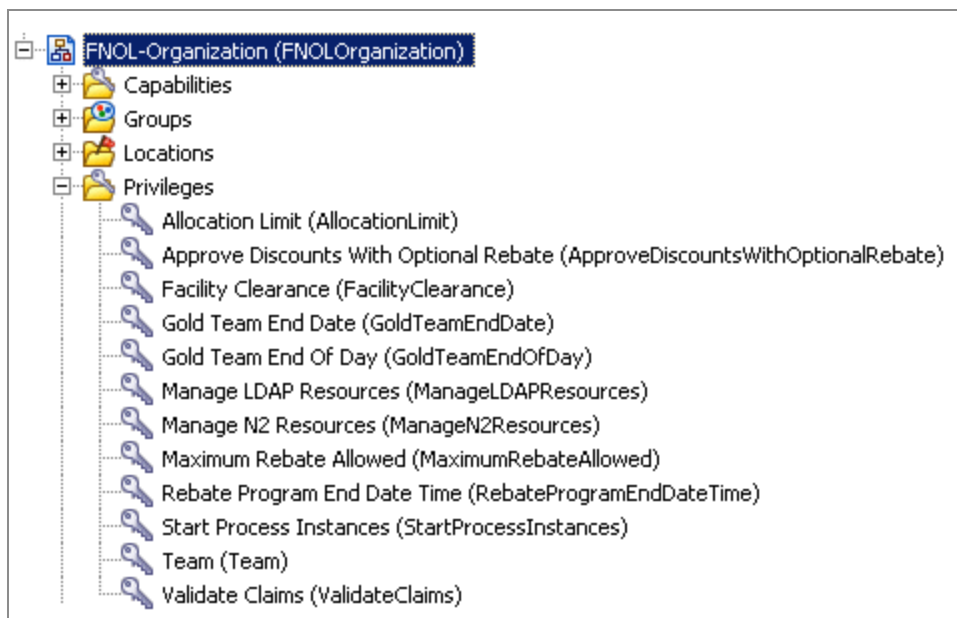 FNOL-Organization (FNOLOrganization)
Capabilities
Groups
Locations
Privileges
Allocation Limit (AllocationLimit)
Approve Discounts With Optional Rebate (ApproveDiscountsWithOptionalRebate)
Facility Clearance (FacilityClearance)
Gold Team End Date (GoldTeamEndDate)
Gold Team End Of Day (GoldTeamEndOfDay)
Manage LDAP Resources (ManageLDAPResources)
Manage N2 Resources (ManageN2Resources)
Maximum Rebate Allowed (MaximumRebateAllowed)
Rebate Program End Date Time (RebateProgramEndDateTime)
Start Process Instances (StartProcessInstances)
Team (Team)
Validate Claims (ValidateClaims)